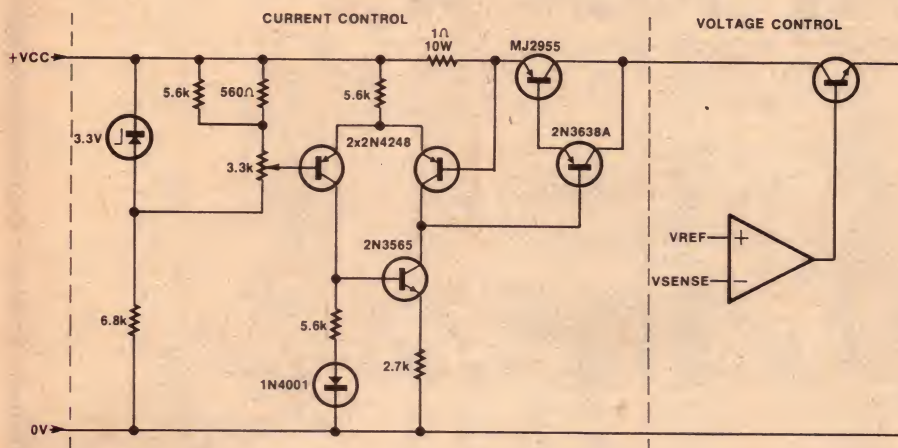 CURRENT CONTROL
VOLTAGE CONTROL
+VCC
1Ω
10W
MJ2955
5.6k
560Ω
5.6k
2N3638A
3.3V
2x2N4248
3.3k
2N3565
VREF
+
VSENSE
−
6.8k
5.6k
2.7k
1N4001
0V